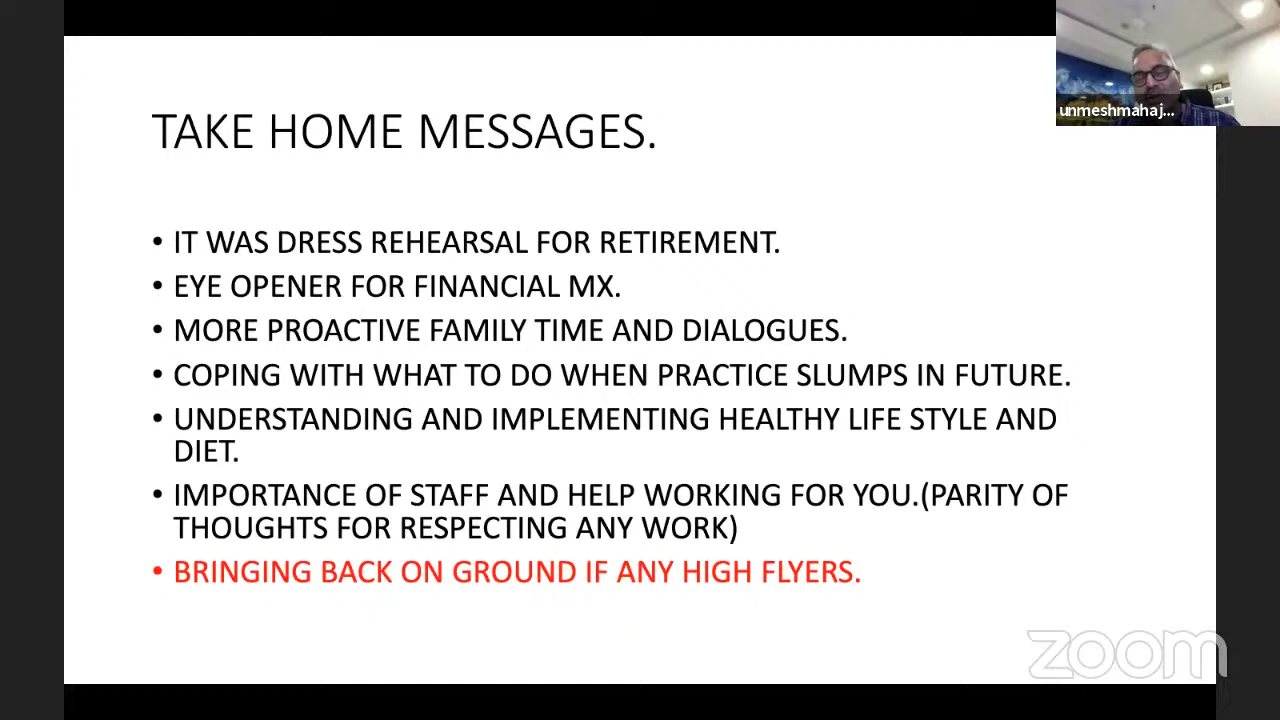 unmeshmahaj...
TAKE HOME MESSAGES.
• IT WAS DRESS REHEARSAL FOR RETIREMENT.
• EYE OPENER FOR FINANCIAL MX.
• MORE PROACTIVE FAMILY TIME AND DIALOGUES.
• COPING WITH WHAT TO DO WHEN PRACTICE SLUMPS IN FUTURE.
• UNDERSTANDING AND IMPLEMENTING HEALTHY LIFE STYLE AND
DIET.
• IMPORTANCE OF STAFF AND HELP WORKING FOR YOU.(PARITY OF
THOUGHTS FOR RESPECTING ANY WORK)
• BRINGING BACK ON GROUND IF ANY HIGH FLYERS.
zoom